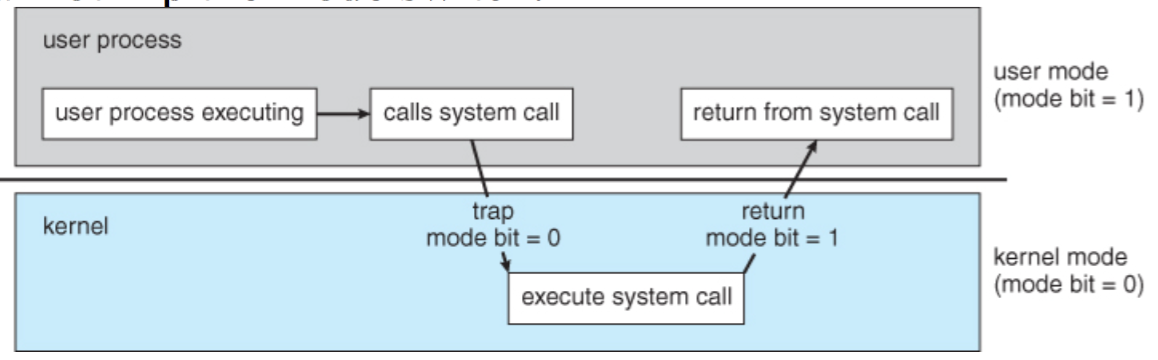 user process
user process executing
calls system call
return from system call
user mode
(mode bit = 1)
kernel
trap
mode bit = 0
return
mode bit = 1
execute system call
kernel mode
(mode bit = 0)